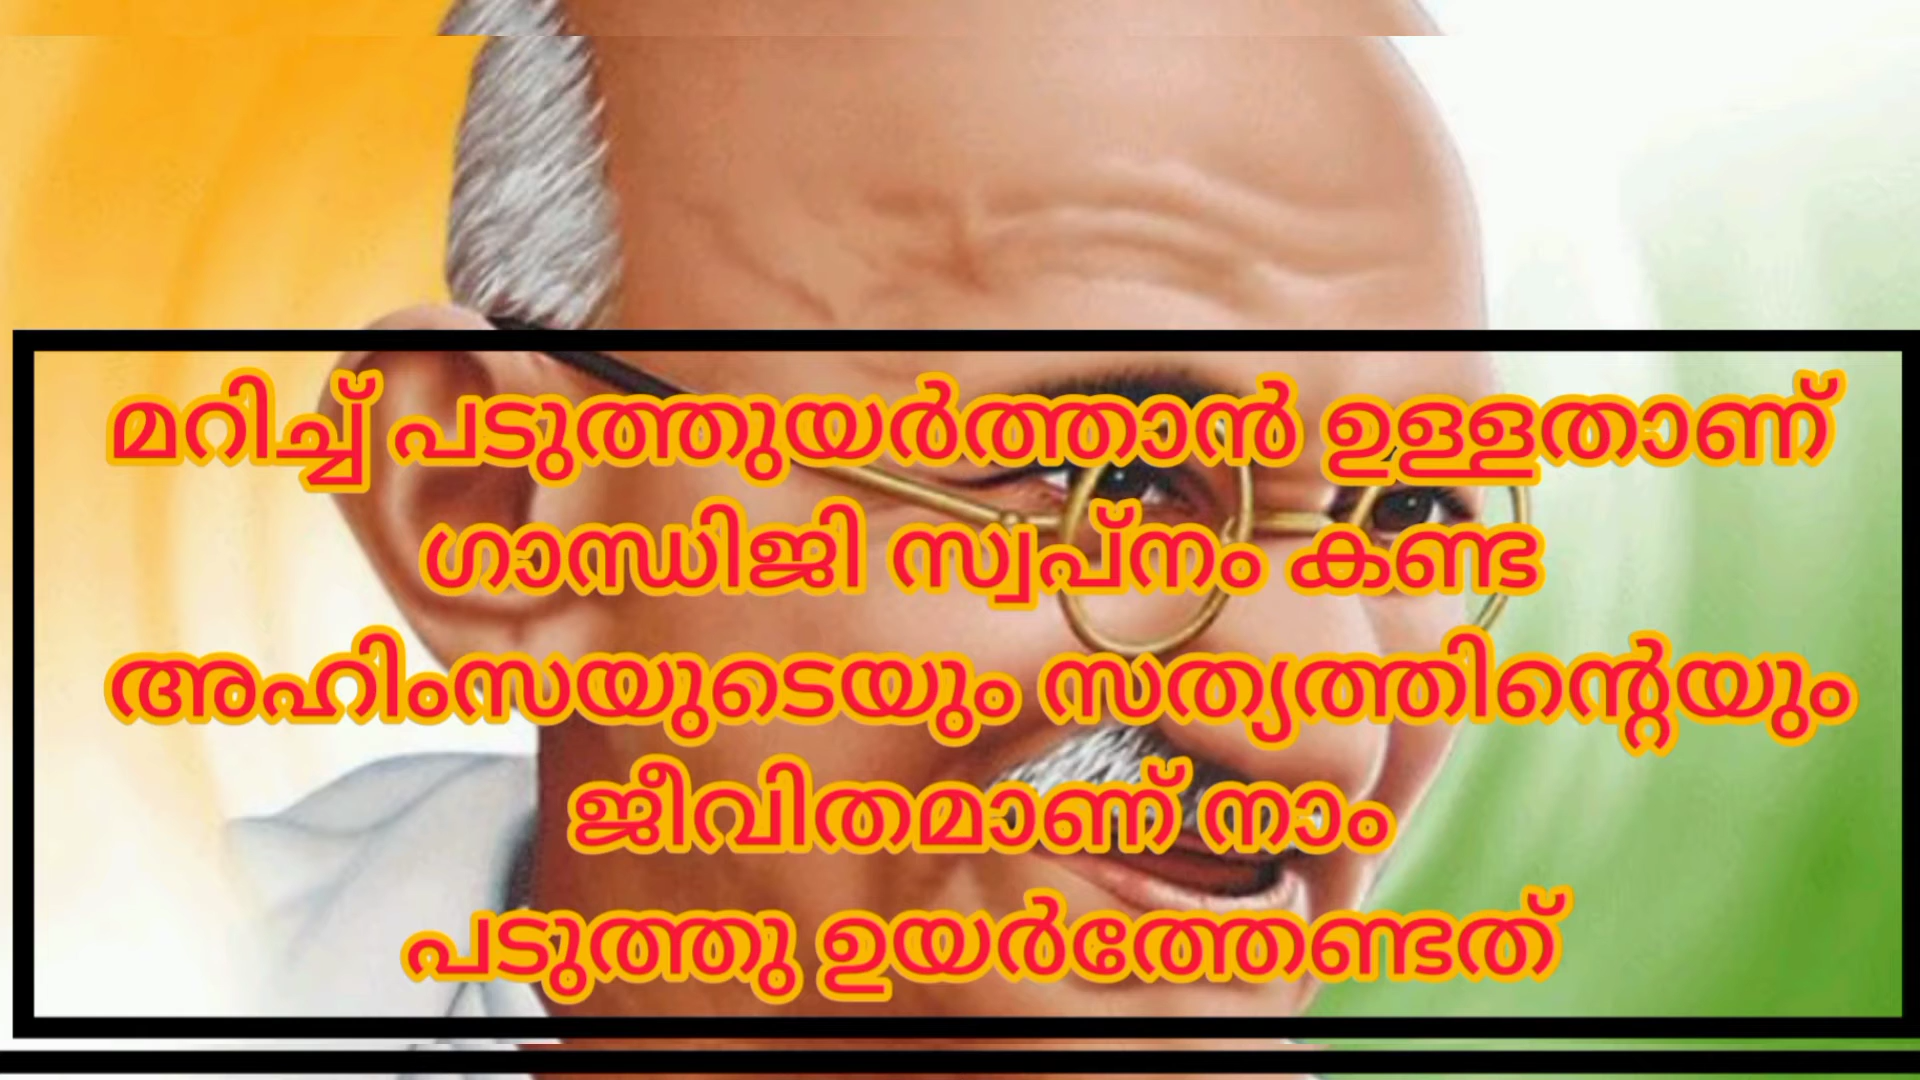 മറിച്ച് പടുത്തുയർത്താൻ ഉള്ളതാണ്
ഗാന്ധിജി സ്വപ്നം കണ്ട
അഹിംസയുടെയും സത്യത്തിന്റെയും
ജീവിതമാണ് നാം
പടുത്തു ഉയർത്തേണ്ടത്